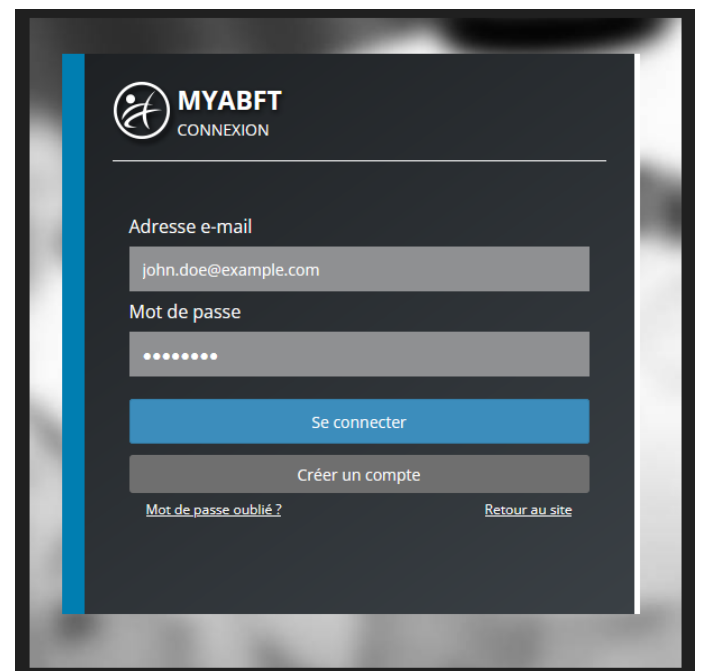 MYABFT
CONNEXION
Adresse e-mail
john.doe@example.com
Mot de passe
••••••••
Se connecter
Créer un compte
Mot de passe oublié ?
Retour au site